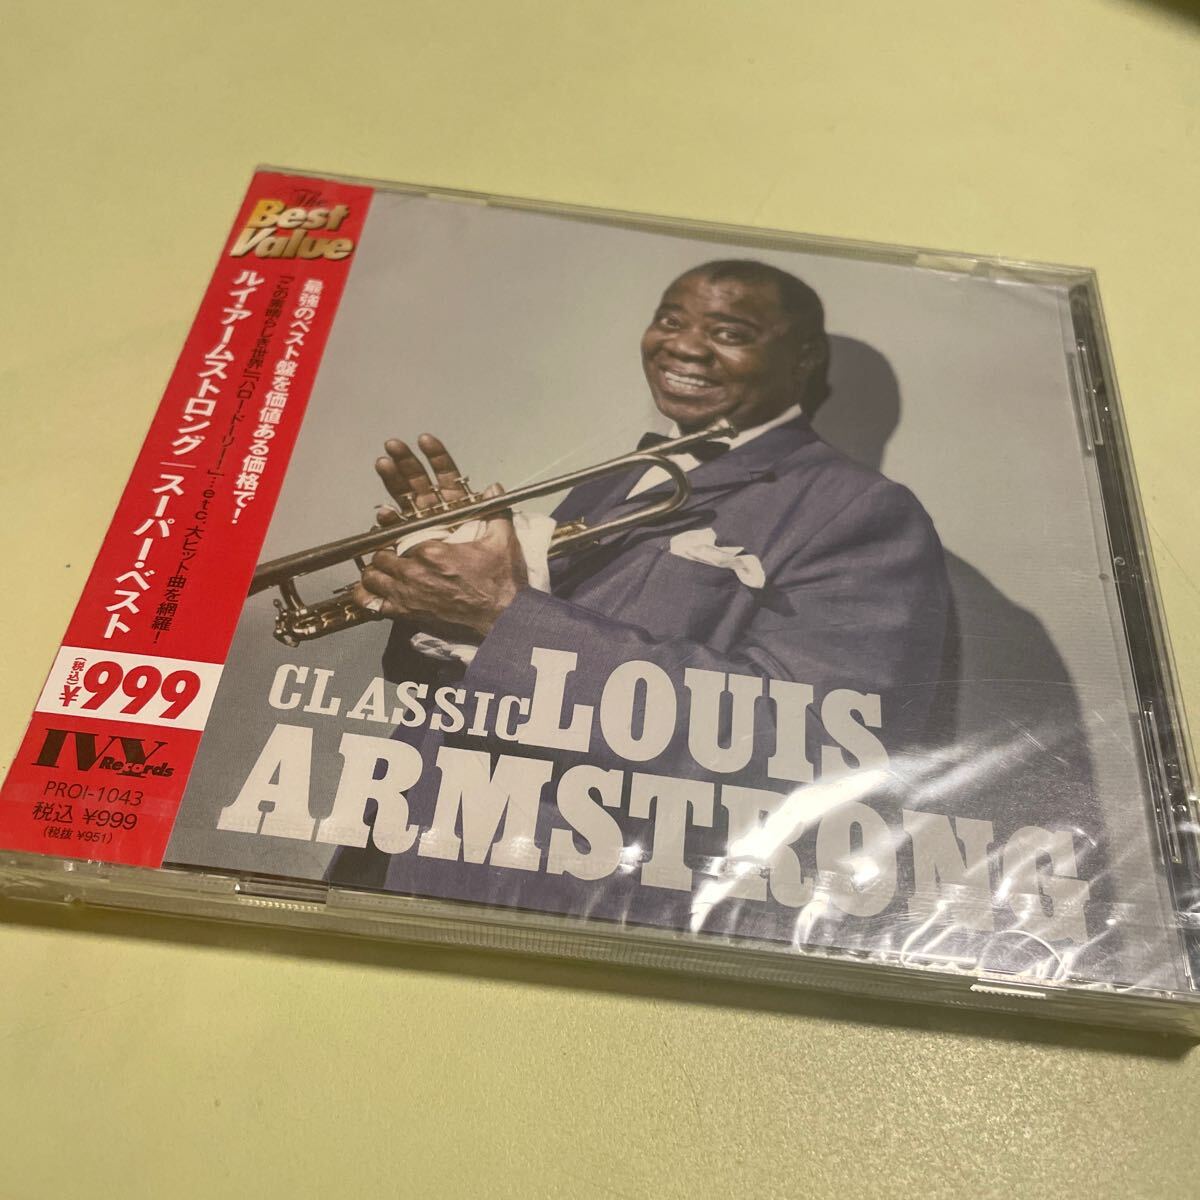 The
Best
Value
最強のベスト盤を価値ある価格で!
「この素晴らしき世界」「ハロー・ドーリー!」…etc.大ヒット曲を網羅!
ルイ・アームストロング|スーパー・ベスト
(税込)¥999
IVY
Records
PROI-1043
税込 ¥999
(税抜 ¥951)
CLASSIC LOUIS
ARMSTRONG